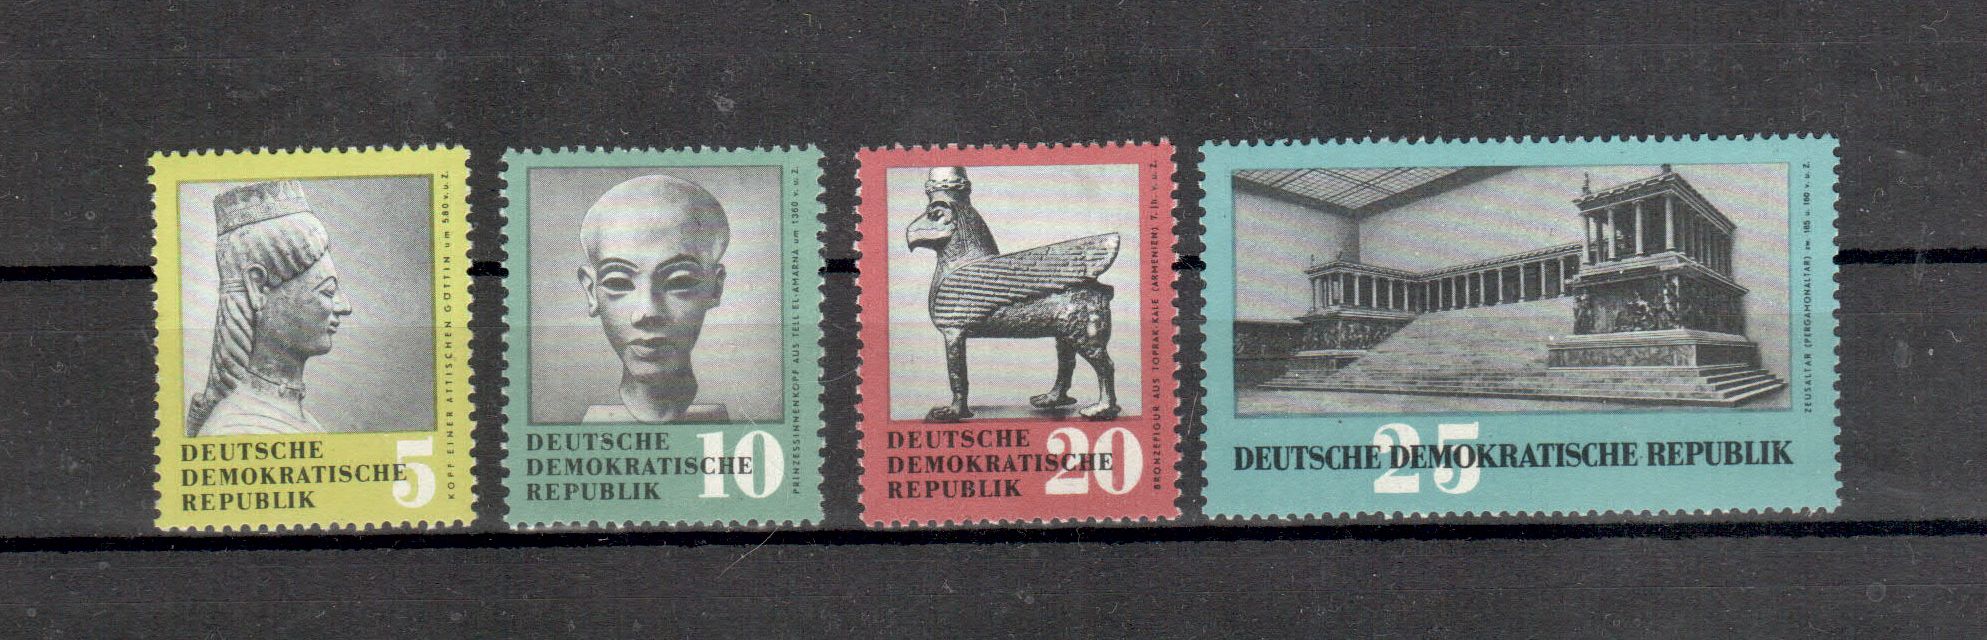 KOPF EINER ATTISCHEN GÖTTIN um 580 v. u. Z.
DEUTSCHE
DEMOKRATISCHE
REPUBLIK
5
PRINZESSINNENKOPF AUS TELL EL-AMARNA um 1360 v. u. Z.
DEUTSCHE
DEMOKRATISCHE
REPUBLIK
10
BRONZEFIGUR AUS TOPRAK-KALE (ARMENIEN) 7. Jh. v. u. Z.
DEUTSCHE
DEMOKRATISCHE
REPUBLIK
20
ZEUSALTAR (PERGAMONALTAR) zw. 185 u. 160 v. u. Z.
25
DEUTSCHE DEMOKRATISCHE REPUBLIK